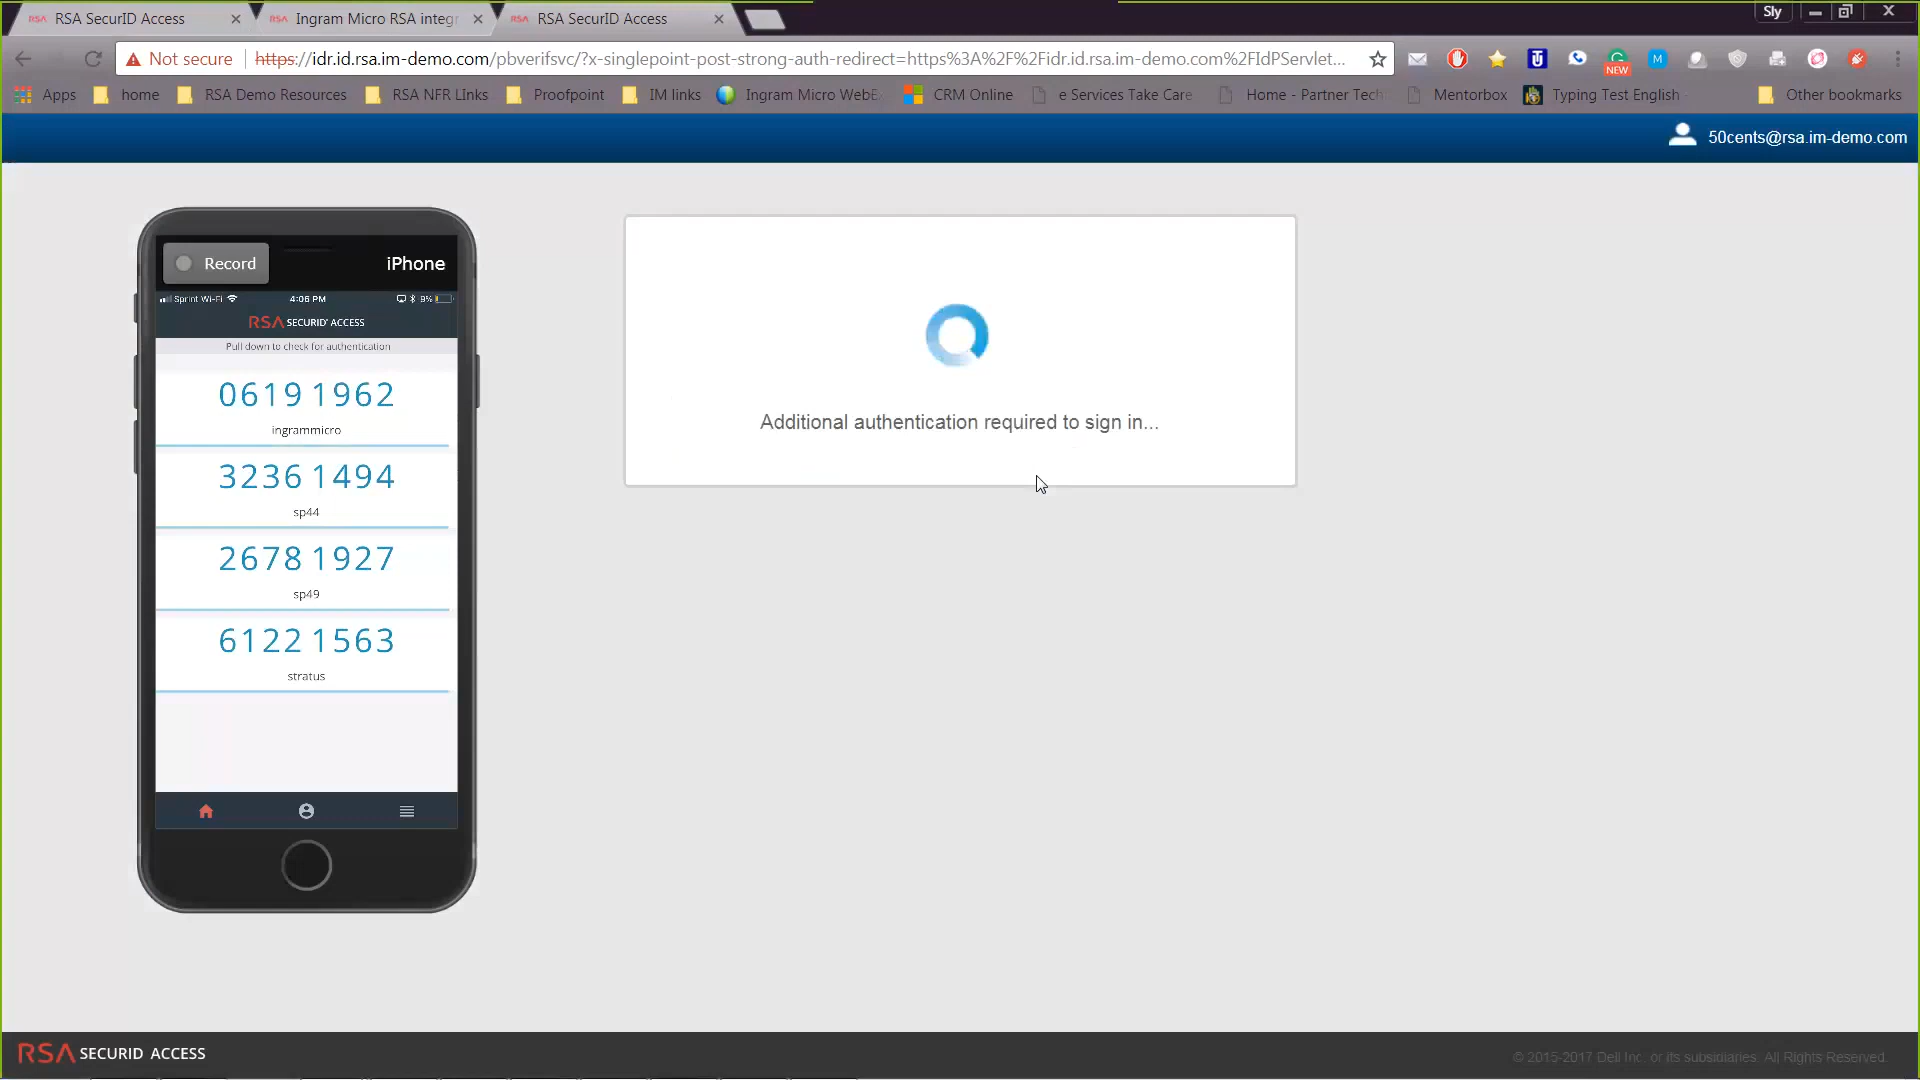 RSA SecurID Access
Ingram Micro RSA integr
RSA SecurID Access
Sly
Not secure
https://idr.id.rsa.im-demo.com/pbverifsvc/?x-singlepoint-post-strong-auth-redirect=https%3A%2F%2Fidr.id.rsa.im-demo.com%2FIdPServlet...
NEW
Apps
home
RSA Demo Resources
RSA NFR LInks
Proofpoint
IM links
Ingram Micro WebE
CRM Online
e Services Take Care
Home - Partner Tech
Mentorbox
Typing Test English
Other bookmarks
50cents@rsa.im-demo.com
Record
iPhone
Sprint Wi-Fi
4:06 PM
9%
RSA SECURID® ACCESS
Pull down to check for authentication
0619 1962
ingrammicro
3236 1494
sp44
2678 1927
sp49
6122 1563
stratus
Additional authentication required to sign in...
RSA SECURID ACCESS
© 2015-2017 Dell Inc. or its subsidiaries. All Rights Reserved.